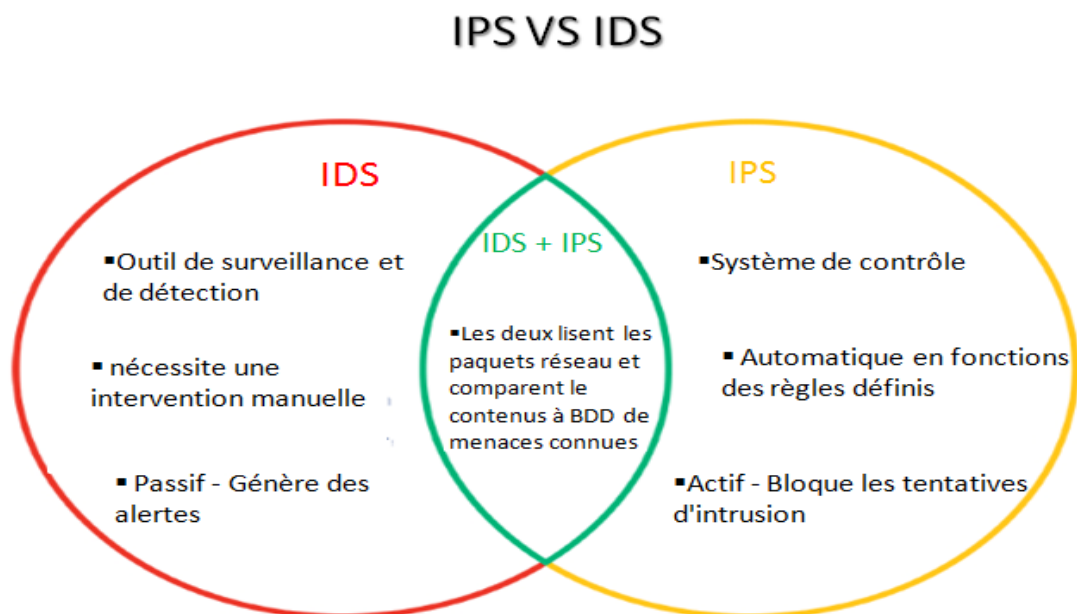 IPS VS IDS
IDS
▪Outil de surveillance et
de détection
▪ nécessite une
intervention manuelle
▪ Passif - Génère des
alertes
IDS + IPS
▪Les deux lisent les
paquets réseau et
comparent le
contenus à BDD de
menaces connues
IPS
▪Système de contrôle
▪ Automatique en fonctions
des règles définis
▪Actif - Bloque les tentatives
d'intrusion